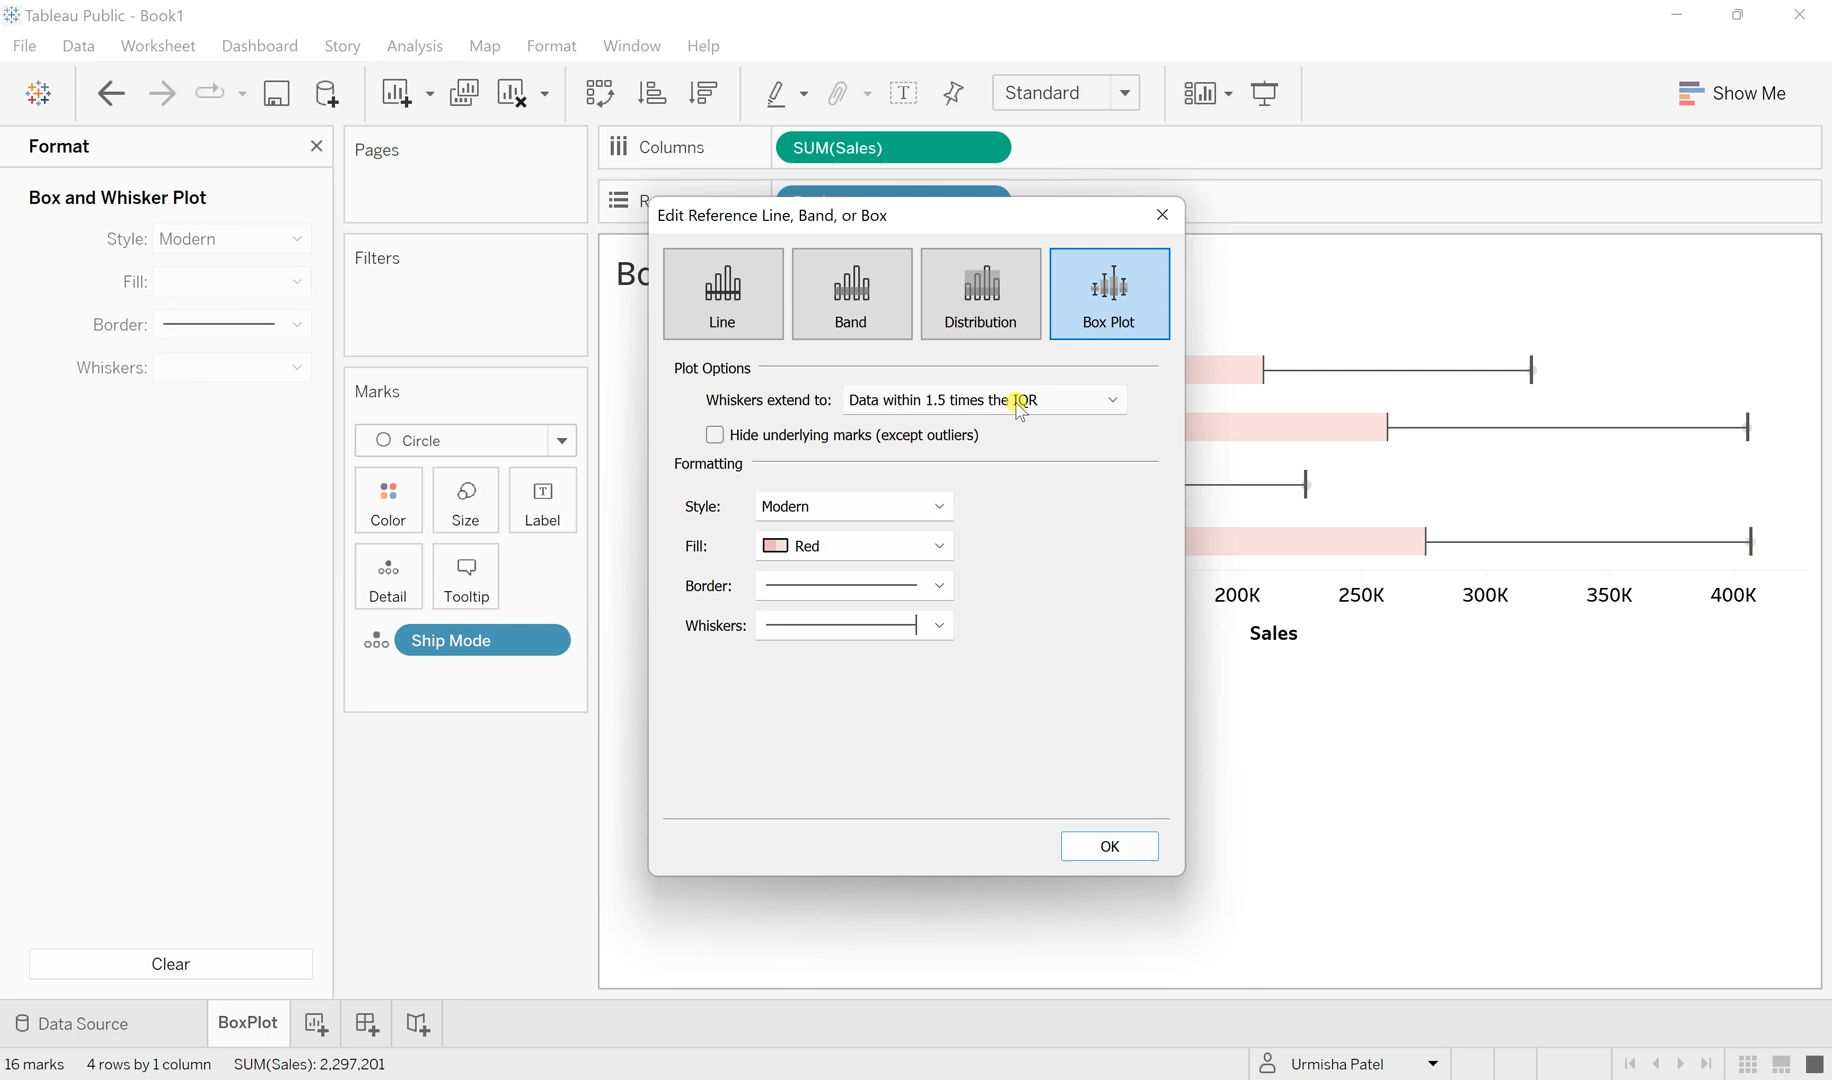 Tableau Public - Book1
File Data Worksheet Dashboard Story Analysis Map Format Window Help
Standard
Show Me
Format
Box and Whisker Plot
Style: Modern
Fill:
Border:
Whiskers:
Clear
Pages
Filters
Marks
Circle
Color
Size
Label
Detail
Tooltip
Ship Mode
Columns
SUM(Sales)
Edit Reference Line, Band, or Box
Line
Band
Distribution
Box Plot
Plot Options
Whiskers extend to: Data within 1.5 times the IQR
Hide underlying marks (except outliers)
Formatting
Style: Modern
Fill: Red
Border:
Whiskers:
OK
200K 250K 300K 350K 400K
Sales
Data Source
BoxPlot
16 marks 4 rows by 1 column SUM(Sales): 2,297,201
Urmisha Patel